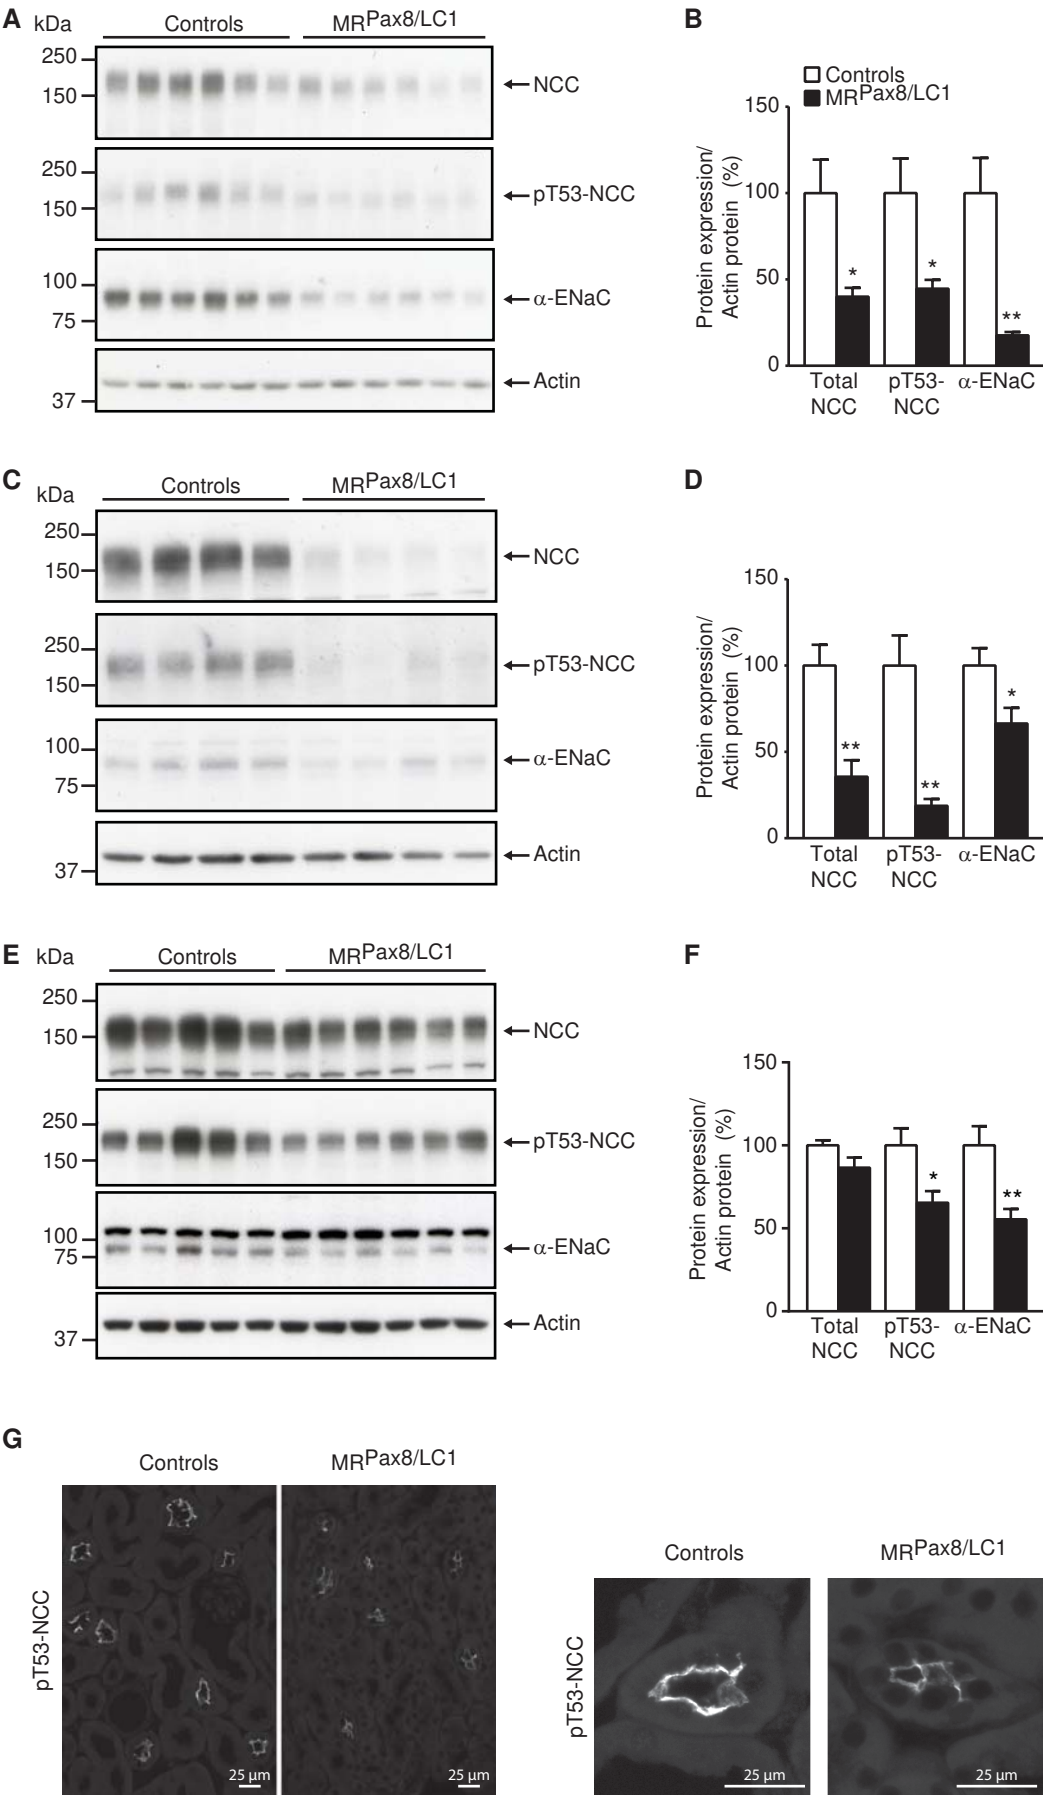 A kDa Controls MRPax8/LC1
250
150
NCC
250
150
pT53-NCC
100
75
α-ENaC
37
Actin
B
Controls
MRPax8/LC1
Protein expression/
Actin protein (%)
150
100
50
0
* * **
Total NCC
pT53-NCC
α-ENaC
C kDa Controls MRPax8/LC1
250
150
NCC
250
150
pT53-NCC
100
75
α-ENaC
37
Actin
D
Protein expression/
Actin protein (%)
150
100
50
0
** ** *
Total NCC
pT53-NCC
α-ENaC
E kDa Controls MRPax8/LC1
250
150
NCC
250
150
pT53-NCC
100
75
α-ENaC
37
Actin
F
Protein expression/
Actin protein (%)
150
100
50
0
* **
Total NCC
pT53-NCC
α-ENaC
G
Controls MRPax8/LC1
pT53-NCC
25 µm 25 µm
Controls MRPax8/LC1
pT53-NCC
25 µm 25 µm